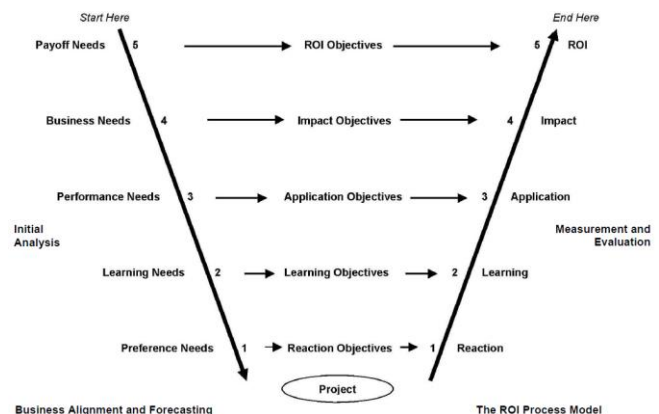 Start Here End Here
Payoff Needs 5 ROI Objectives 5 ROI
Business Needs 4 Impact Objectives 4 Impact
Performance Needs 3 Application Objectives 3 Application
Initial
Analysis
Measurement and
Evaluation
Learning Needs 2 Learning Objectives 2 Learning
Preference Needs 1 Reaction Objectives 1 Reaction
Project
Business Alignment and Forecasting The ROI Process Model